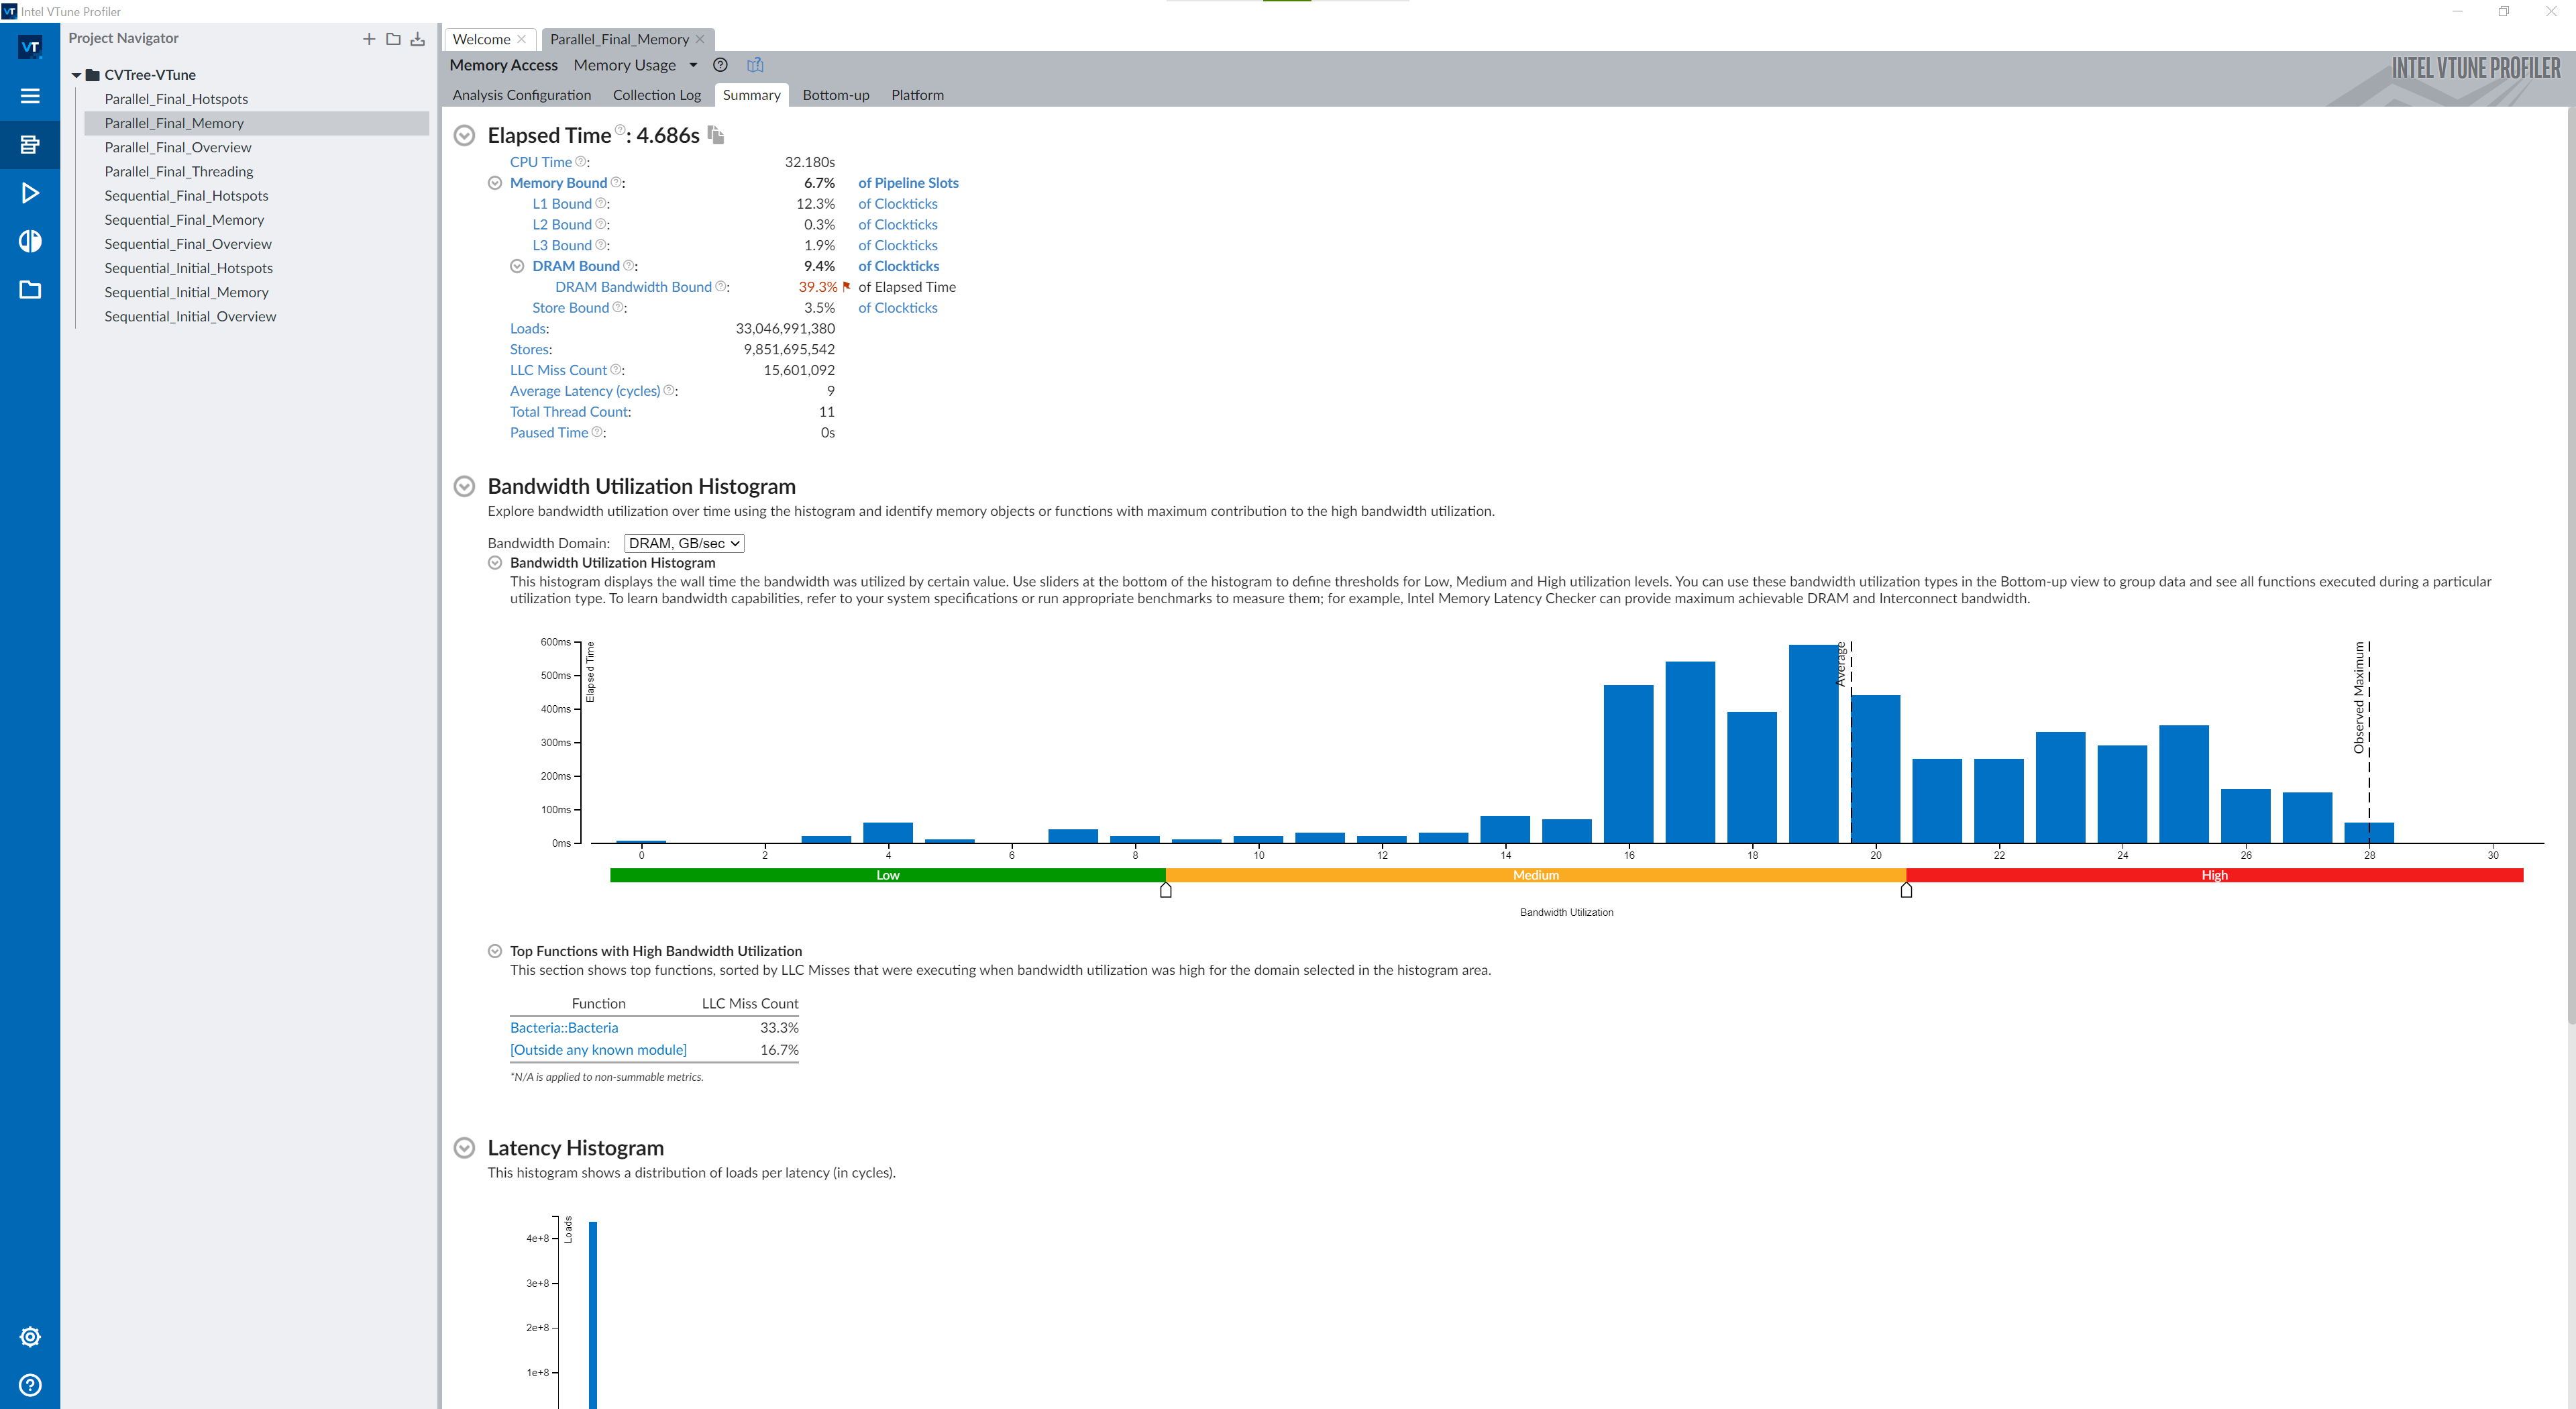 VT Intel VTune Profiler
VT
Project Navigator
CVTree-VTune
Parallel_Final_Hotspots
Parallel_Final_Memory
Parallel_Final_Overview
Parallel_Final_Threading
Sequential_Final_Hotspots
Sequential_Final_Memory
Sequential_Final_Overview
Sequential_Initial_Hotspots
Sequential_Initial_Memory
Sequential_Initial_Overview
Welcome Parallel_Final_Memory
Memory Access Memory Usage
INTEL VTUNE PROFILER
Analysis Configuration Collection Log Summary Bottom-up Platform
Elapsed Time ?: 4.686s
CPU Time ?: 32.180s
Memory Bound ?: 6.7% of Pipeline Slots
L1 Bound ?: 12.3% of Clockticks
L2 Bound ?: 0.3% of Clockticks
L3 Bound ?: 1.9% of Clockticks
DRAM Bound ?: 9.4% of Clockticks
DRAM Bandwidth Bound ?: 39.3% of Elapsed Time
Store Bound ?: 3.5% of Clockticks
Loads: 33,046,991,380
Stores: 9,851,695,542
LLC Miss Count ?: 15,601,092
Average Latency (cycles) ?: 9
Total Thread Count: 11
Paused Time ?: 0s
Bandwidth Utilization Histogram
Explore bandwidth utilization over time using the histogram and identify memory objects or functions with maximum contribution to the high bandwidth utilization.
Bandwidth Domain: DRAM, GB/sec
Bandwidth Utilization Histogram
This histogram displays the wall time the bandwidth was utilized by certain value. Use sliders at the bottom of the histogram to define thresholds for Low, Medium and High utilization levels. You can use these bandwidth utilization types in the Bottom-up view to group data and see all functions executed during a particular
utilization type. To learn bandwidth capabilities, refer to your system specifications or run appropriate benchmarks to measure them; for example, Intel Memory Latency Checker can provide maximum achievable DRAM and Interconnect bandwidth.
600ms
500ms
400ms
300ms
200ms
100ms
0ms
Elapsed Time
Average
Observed Maximum
0 2 4 6 8 10 12 14 16 18 20 22 24 26 28 30
Low Medium High
Bandwidth Utilization
Top Functions with High Bandwidth Utilization
This section shows top functions, sorted by LLC Misses that were executing when bandwidth utilization was high for the domain selected in the histogram area.
Function LLC Miss Count
Bacteria::Bacteria 33.3%
[Outside any known module] 16.7%
*N/A is applied to non-summable metrics.
Latency Histogram
This histogram shows a distribution of loads per latency (in cycles).
Loads
4e+8
3e+8
2e+8
1e+8